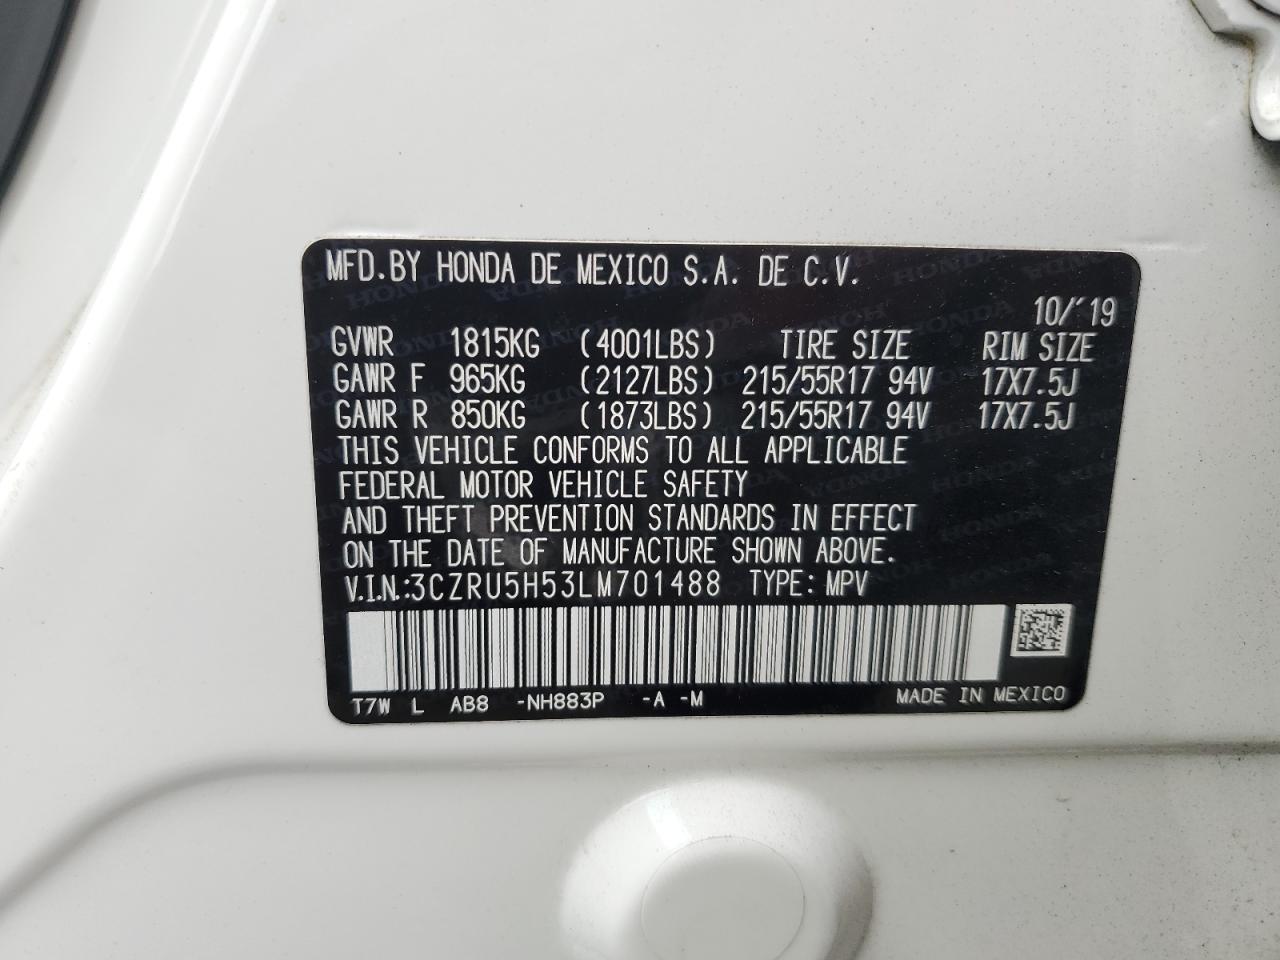 MFD.BY HONDA DE MEXICO S.A. DE C.V.
10/'19
GVWR 1815KG (4001LBS) TIRE SIZE RIM SIZE
GAWR F 965KG (2127LBS) 215/55R17 94V 17X7.5J
GAWR R 850KG (1873LBS) 215/55R17 94V 17X7.5J
THIS VEHICLE CONFORMS TO ALL APPLICABLE
FEDERAL MOTOR VEHICLE SAFETY
AND THEFT PREVENTION STANDARDS IN EFFECT
ON THE DATE OF MANUFACTURE SHOWN ABOVE.
V.I.N.:3CZRU5H53LM701488 TYPE: MPV
T7W L AB8 -NH883P -A -M MADE IN MEXICO